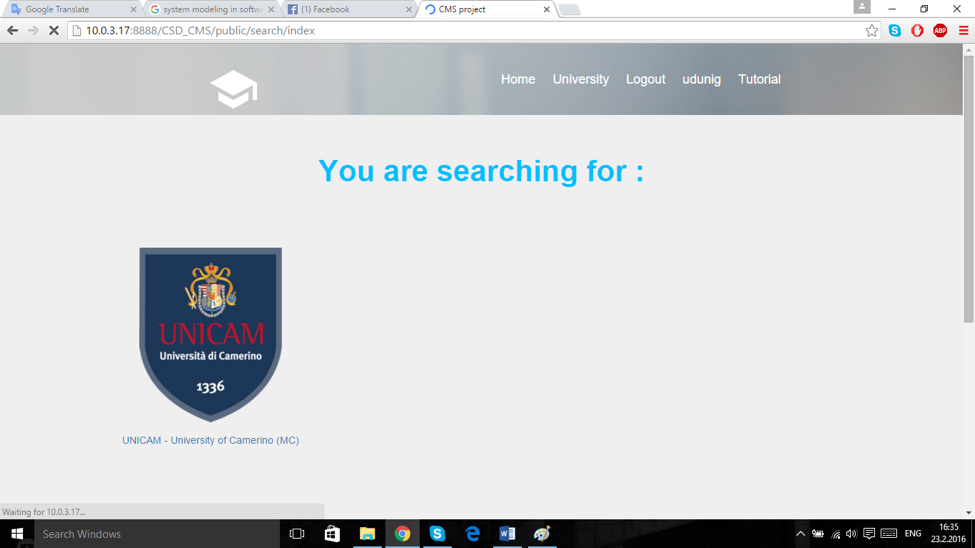 Google Translate
system modeling in softw
(1) Facebook
CMS project
10.0.3.17:8888/CSD_CMS/public/search/index
ABP
Home University Logout udunig Tutorial
You are searching for :
UNICAM
Università di Camerino
1336
UNICAM - University of Camerino (MC)
Waiting for 10.0.3.17...
Search Windows
ENG
16:35
23.2.2016